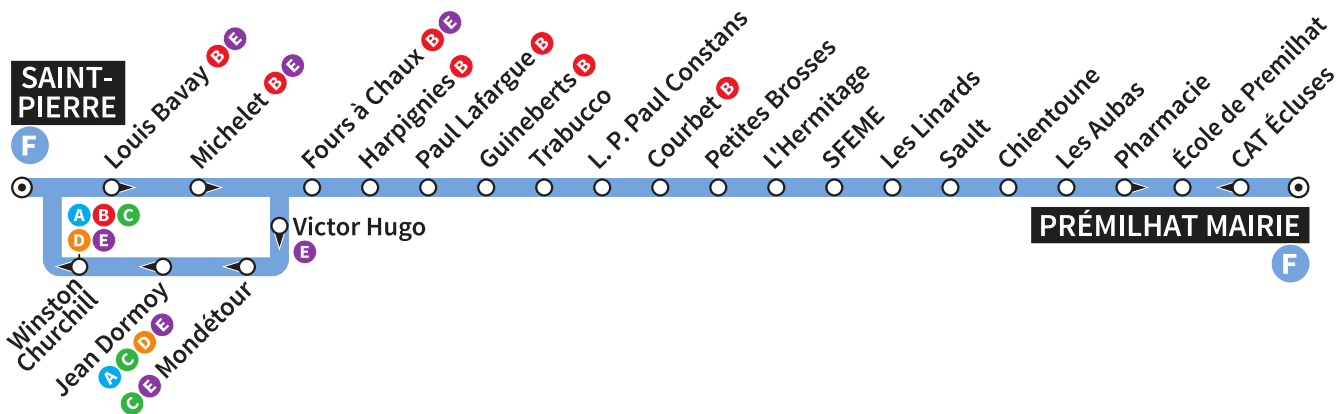 SAINT-
PIERRE
F
Louis Bavay B E
Michelet B E
Fours à Chaux B E
Harpignies B
Paul Lafargue B
Guineberts B
Trabucco
L. P. Paul Constans
Courbet B
Petites Brosses
L'Hermitage
SFEME
Les Linards
Sault
Chientoune
Les Aubas
Pharmacie
École de Premilhat
CAT Écluses
PRÉMILHAT MAIRIE
F
A B C
D E
Winston
Churchill
Jean Dormoy
A C D E
C E Mondétour
Victor Hugo
E